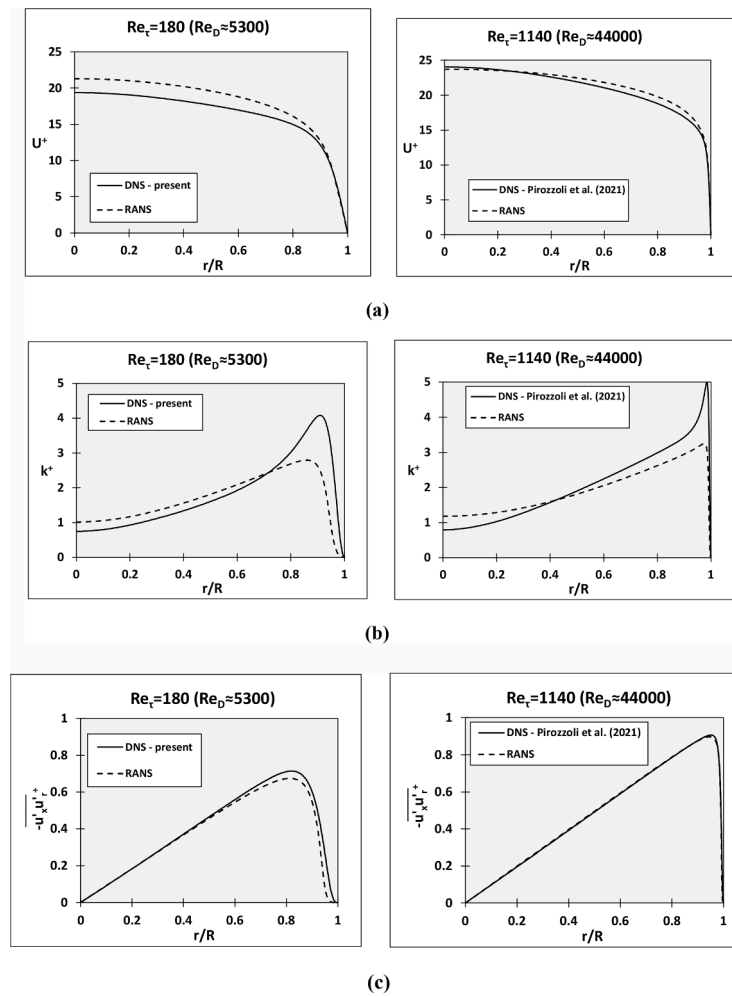 Reτ=180 (ReD≈5300)
25
20
15
10
5
0
U+
DNS - present
RANS
0 0.2 0.4 0.6 0.8 1
r/R
Reτ=1140 (ReD≈44000)
25
20
15
10
5
0
U+
DNS - Pirozzoli et al. (2021)
RANS
0 0.2 0.4 0.6 0.8 1
r/R
(a)
Reτ=180 (ReD≈5300)
5
4
3
2
1
0
k+
DNS - present
RANS
0 0.2 0.4 0.6 0.8 1
r/R
Reτ=1140 (ReD≈44000)
5
4
3
2
1
0
k+
DNS - Pirozzoli et al. (2021)
RANS
0 0.2 0.4 0.6 0.8 1
r/R
(b)
Reτ=180 (ReD≈5300)
1
0.8
0.6
0.4
0.2
0
-u'xu'r+
DNS - present
RANS
0 0.2 0.4 0.6 0.8 1
r/R
Reτ=1140 (ReD≈44000)
1
0.8
0.6
0.4
0.2
0
-u'xu'r+
DNS - Pirozzoli et al. (2021)
RANS
0 0.2 0.4 0.6 0.8 1
r/R
(c)